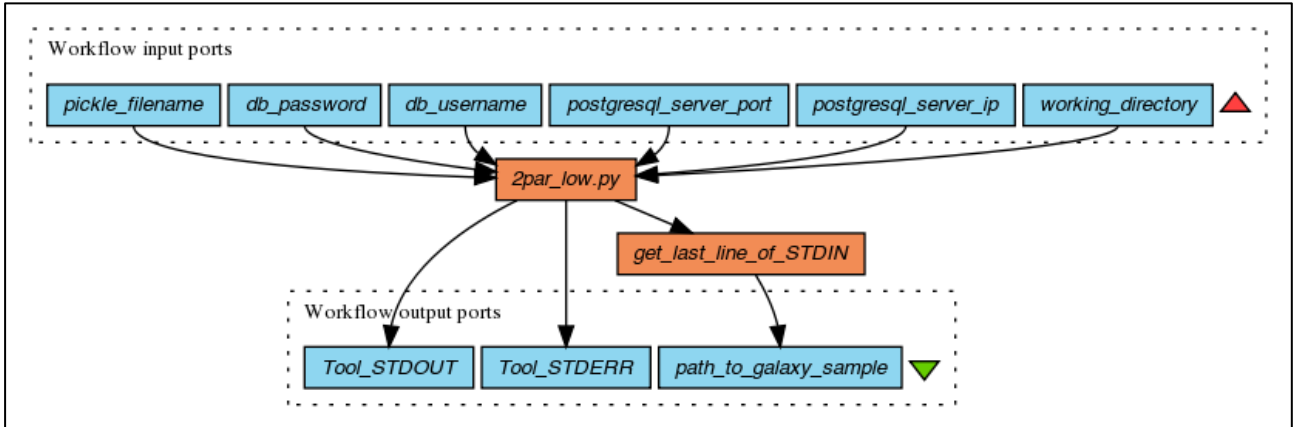 Workflow input ports
pickle_filename db_password db_username postgresql_server_port postgresql_server_ip working_directory
2par_low.py
get_last_line_of_STDIN
Workflow output ports
Tool_STDOUT Tool_STDERR path_to_galaxy_sample